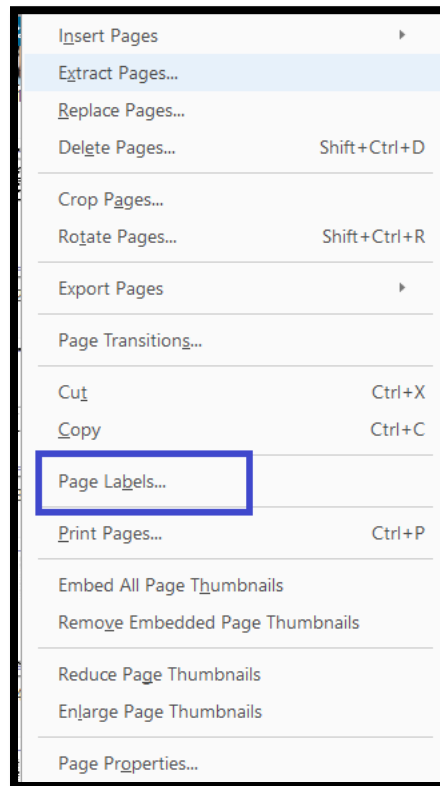 Insert Pages
Extract Pages...
Replace Pages...
Delete Pages... Shift+Ctrl+D
Crop Pages...
Rotate Pages... Shift+Ctrl+R
Export Pages
Page Transitions...
Cut Ctrl+X
Copy Ctrl+C
Page Labels...
Print Pages... Ctrl+P
Embed All Page Thumbnails
Remove Embedded Page Thumbnails
Reduce Page Thumbnails
Enlarge Page Thumbnails
Page Properties...